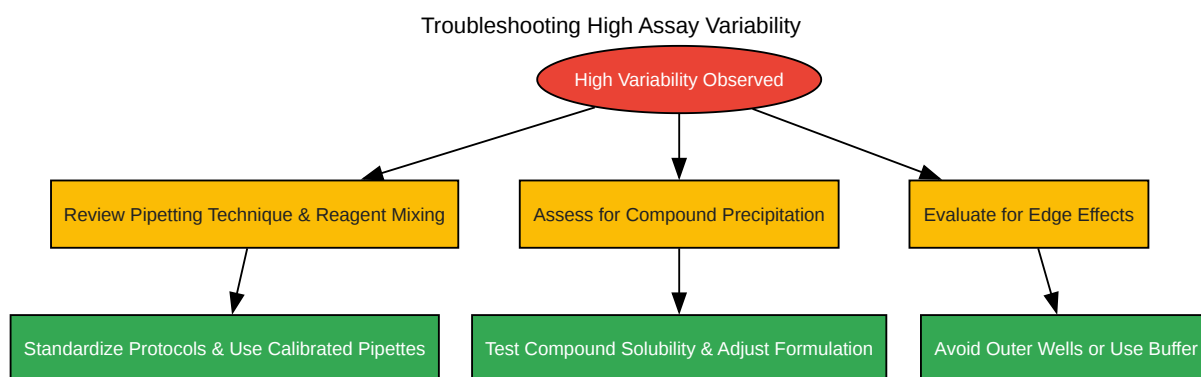 Troubleshooting High Assay Variability
High Variability Observed
Review Pipetting Technique & Reagent Mixing
Assess for Compound Precipitation
Evaluate for Edge Effects
Standardize Protocols & Use Calibrated Pipettes
Test Compound Solubility & Adjust Formulation
Avoid Outer Wells or Use Buffer